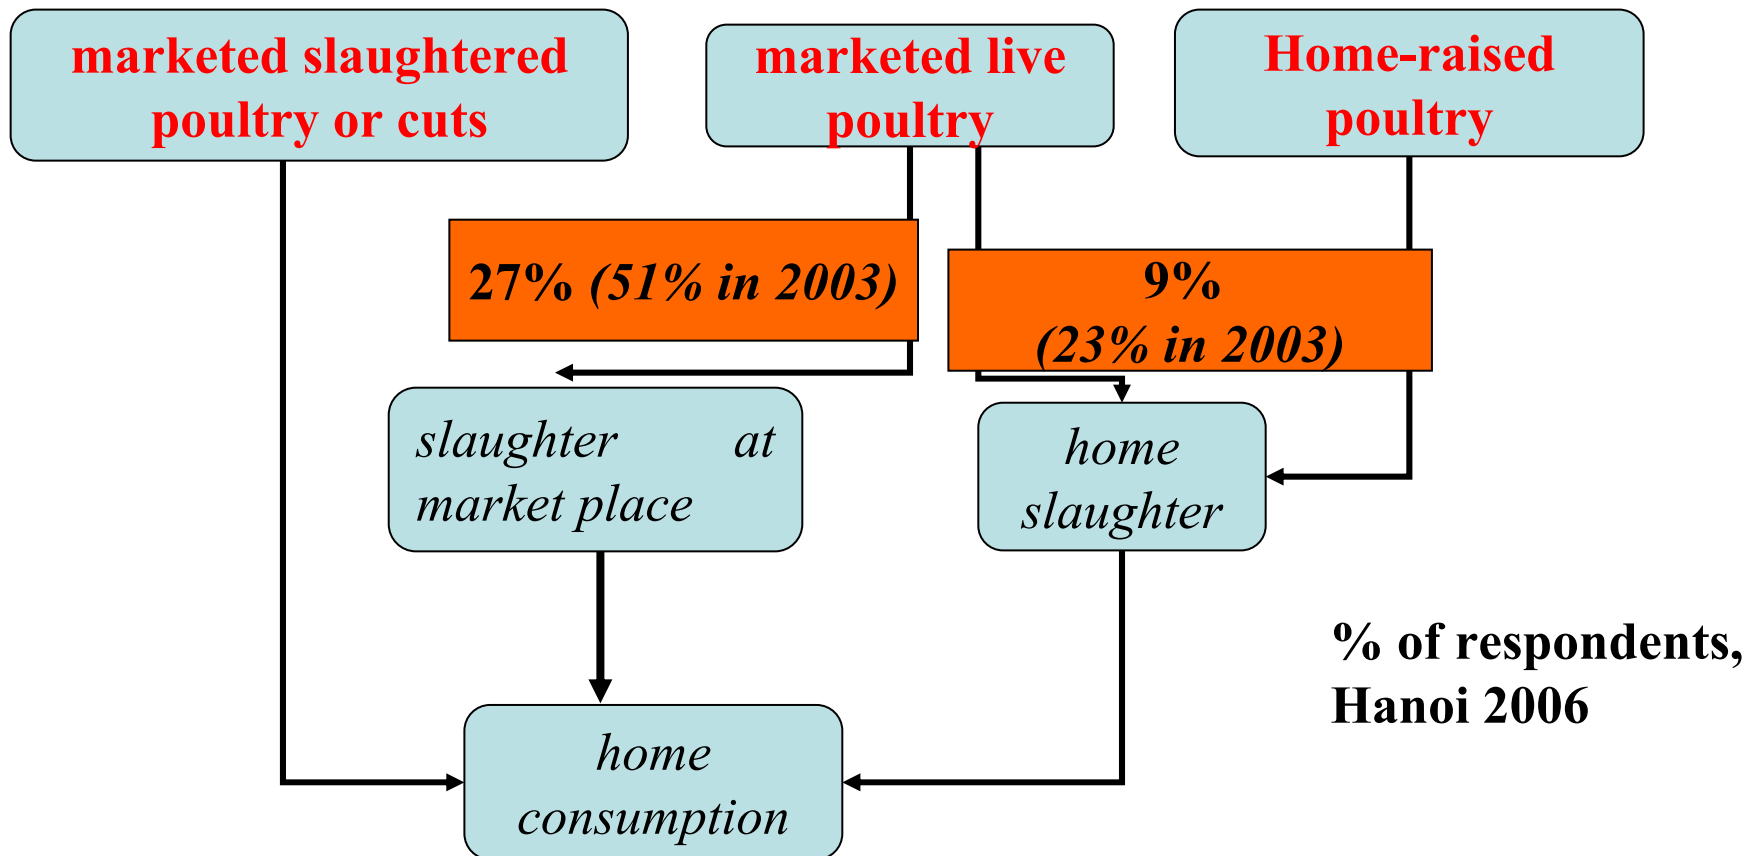 marketed slaughtered
poultry or cuts
marketed live
poultry
Home-raised
poultry
27% (51% in 2003)
9%
(23% in 2003)
slaughter at
market place
home
slaughter
% of respondents,
Hanoi 2006
home
consumption